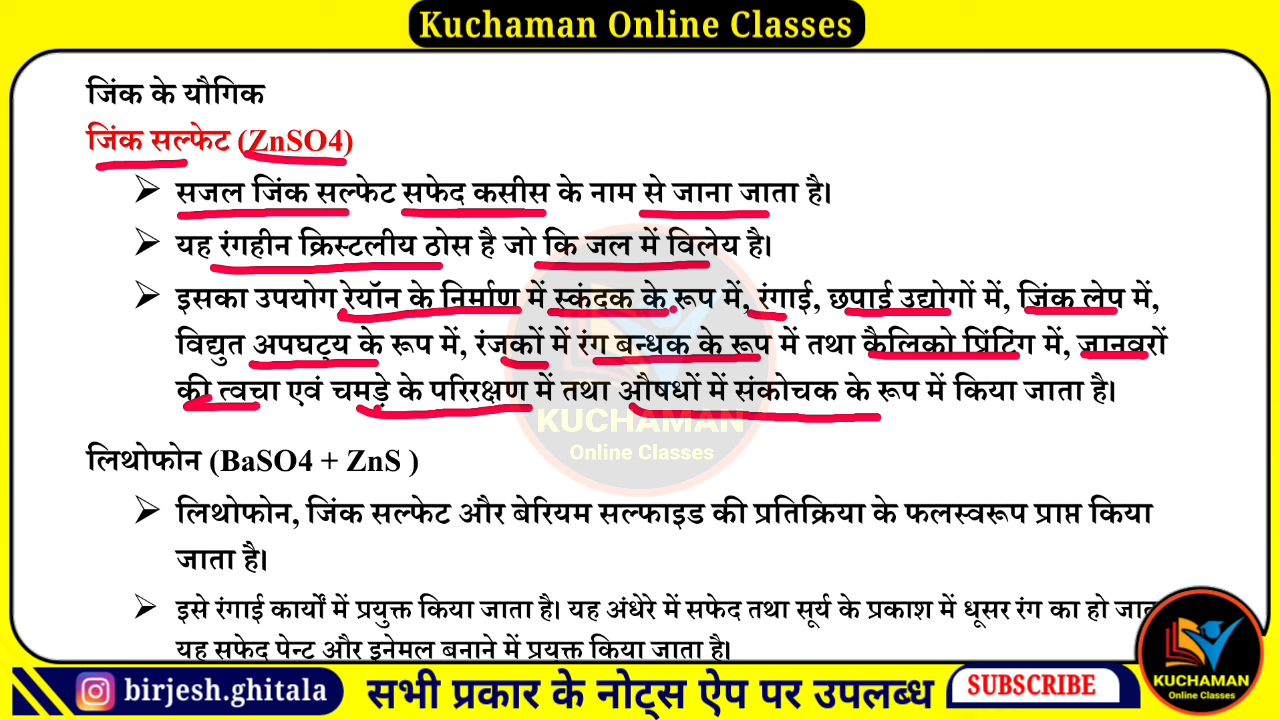 Kuchaman Online Classes
जिंक के यौगिक
जिंक सल्फेट (ZnSO4)
➢ सजल जिंक सल्फेट सफेद कसीस के नाम से जाना जाता है।
➢ यह रंगहीन क्रिस्टलीय ठोस है जो कि जल में विलेय है।
➢ इसका उपयोग रेयॉन के निर्माण में स्कंदक के रूप में, रंगाई, छपाई उद्योगों में, जिंक लेप में,
विद्युत अपघट्य के रूप में, रंजकों में रंग बन्धक के रूप में तथा कैलिको प्रिंटिंग में, जानवरों
की त्वचा एवं चमड़े के परिरक्षण में तथा औषधों में संकोचक के रूप में किया जाता है।
KUCHAMAN
Online Classes
लिथोफोन (BaSO4 + ZnS )
➢ लिथोफोन, जिंक सल्फेट और बेरियम सल्फाइड की प्रतिक्रिया के फलस्वरूप प्राप्त किया
जाता है।
➢ इसे रंगाई कार्यों में प्रयुक्त किया जाता है। यह अंधेरे में सफेद तथा सूर्य के प्रकाश में धूसर रंग का हो
यह सफेद पेन्ट और इनेमल बनाने में प्रयुक्त किया जाता है।
KUCHAMAN
Online Classes
birjesh.ghitala
सभी प्रकार के नोट्स ऐप पर उपलब्ध
SUBSCRIBE